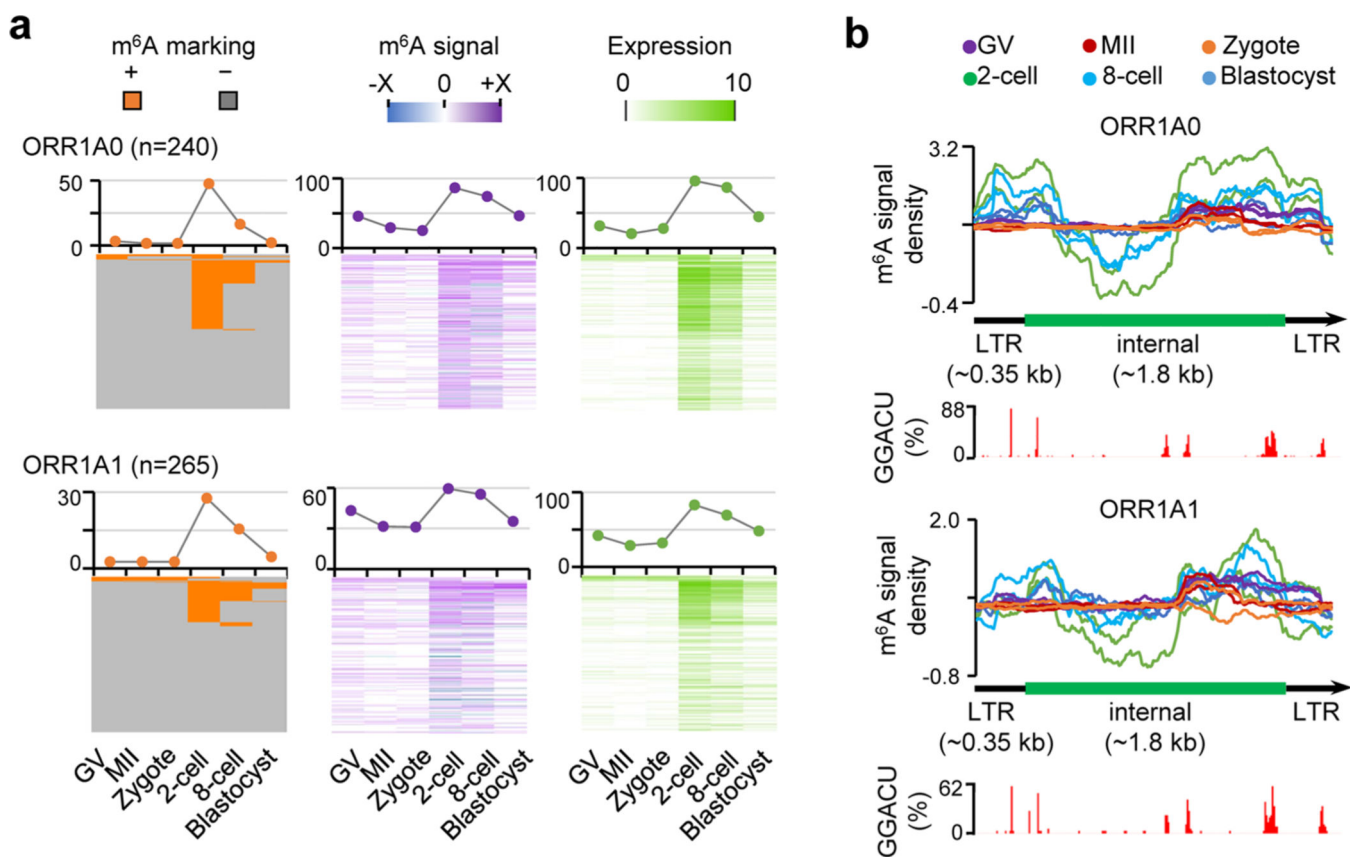 a
m⁶A marking
+ −
m⁶A signal
-X 0 +X
Expression
0 10
ORR1A0 (n=240)
50
0
100
0
100
0
ORR1A1 (n=265)
30
0
60
0
100
0
GV MII Zygote 2-cell 8-cell Blastocyst
GV MII Zygote 2-cell 8-cell Blastocyst
GV MII Zygote 2-cell 8-cell Blastocyst
b
GV MII Zygote
2-cell 8-cell Blastocyst
ORR1A0
3.2
-0.4
m⁶A signal
density
LTR internal LTR
(~0.35 kb) (~1.8 kb)
88
0
GGACU
(%)
ORR1A1
2.0
-0.8
m⁶A signal
density
LTR internal LTR
(~0.35 kb) (~1.8 kb)
62
0
GGACU
(%)